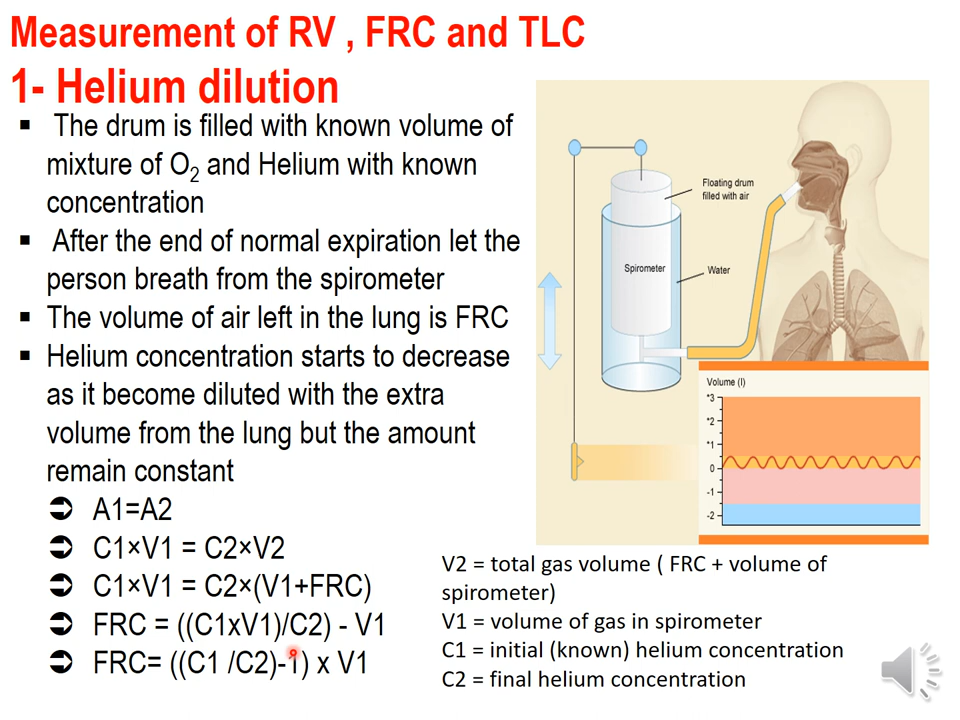 Measurement of RV , FRC and TLC
1- Helium dilution
▪ The drum is filled with known volume of
mixture of O₂ and Helium with known
concentration
▪ After the end of normal expiration let the
person breath from the spirometer
▪ The volume of air left in the lung is FRC
▪ Helium concentration starts to decrease
as it become diluted with the extra
volume from the lung but the amount
remain constant
➲ A1=A2
➲ C1×V1 = C2×V2
➲ C1×V1 = C2×(V1+FRC)
➲ FRC = ((C1xV1)/C2) - V1
➲ FRC= ((C1 /C2)-1) x V1
Floating drum
filled with air
Spirometer
Water
Volume (l)
*3
*2
*1
0
-1
-2
V2 = total gas volume ( FRC + volume of
spirometer)
V1 = volume of gas in spirometer
C1 = initial (known) helium concentration
C2 = final helium concentration